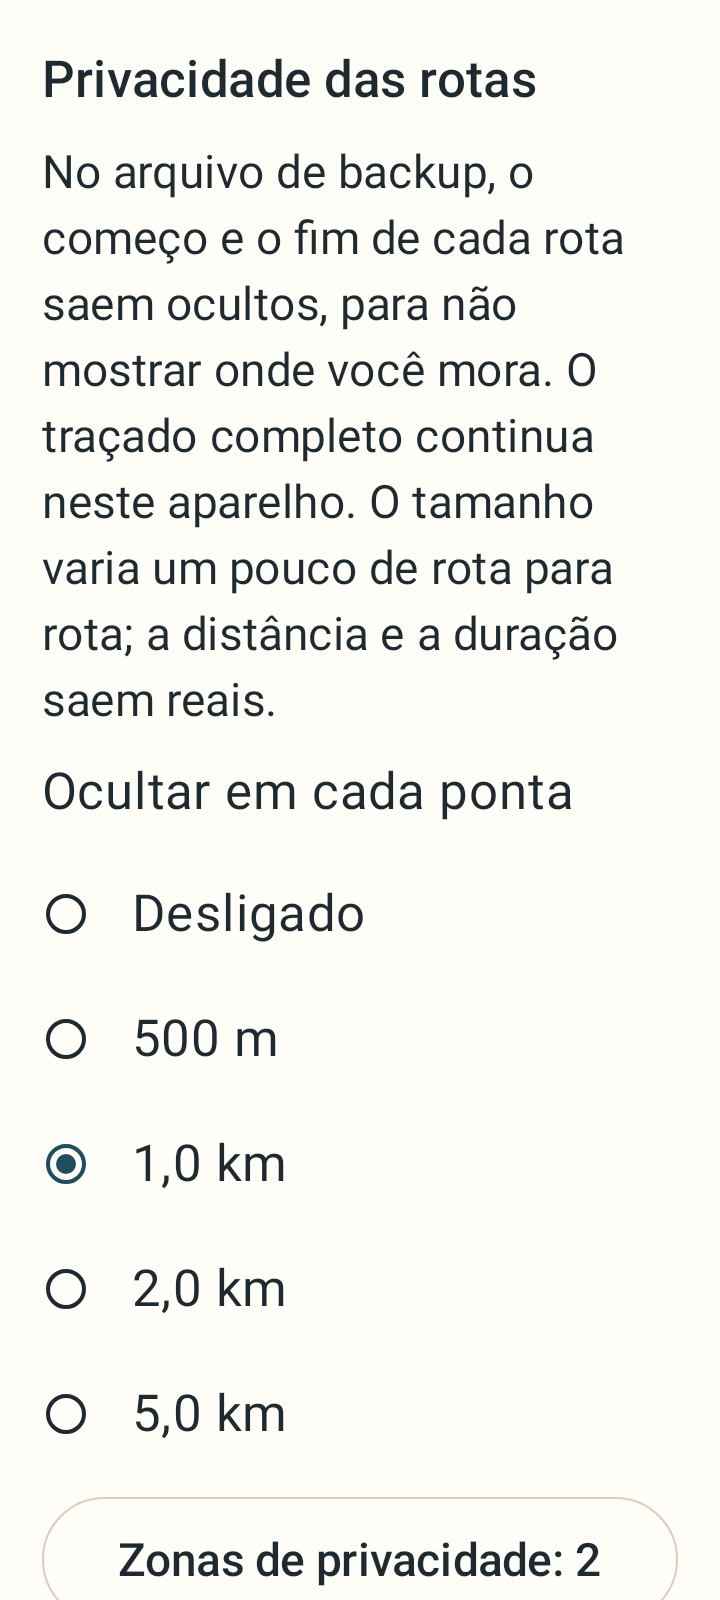 Privacidade das rotas
No arquivo de backup, o
começo e o fim de cada rota
saem ocultos, para não
mostrar onde você mora. O
traçado completo continua
neste aparelho. O tamanho
varia um pouco de rota para
rota; a distância e a duração
saem reais.
Ocultar em cada ponta
Desligado
500 m
1,0 km
2,0 km
5,0 km
Zonas de privacidade: 2